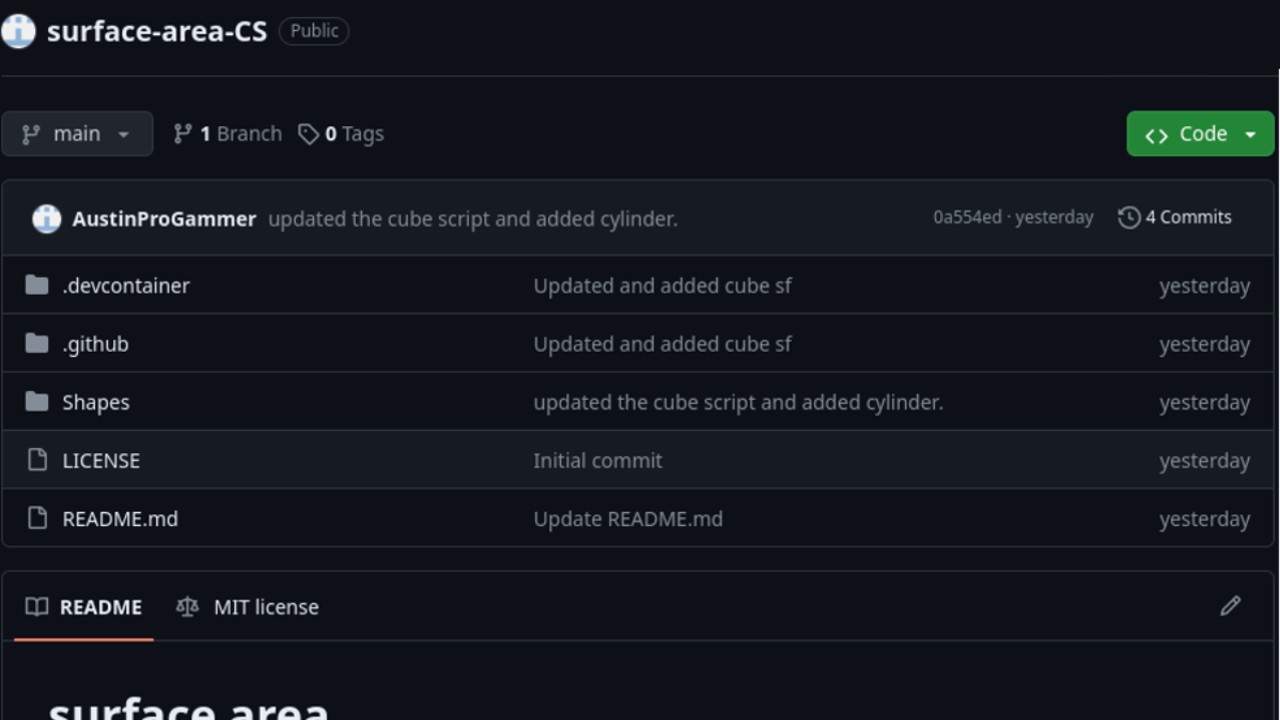 surface-area-CS Public
main 1 Branch 0 Tags Code
AustinProGammer updated the cube script and added cylinder. 0a554ed · yesterday 4 Commits
.devcontainer Updated and added cube sf yesterday
.github Updated and added cube sf yesterday
Shapes updated the cube script and added cylinder. yesterday
LICENSE Initial commit yesterday
README.md Update README.md yesterday
README MIT license
surface area